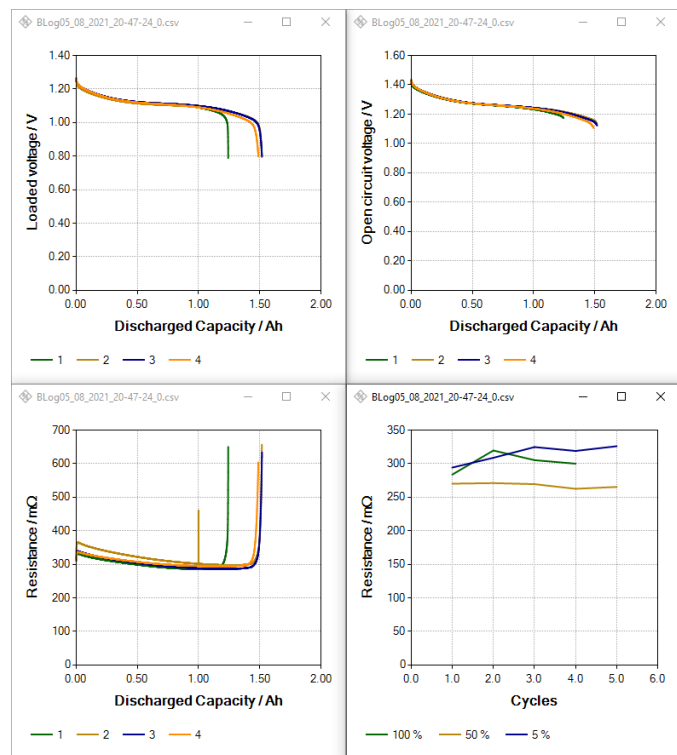 BLog05_08_2021_20-47-24_0.csv
1.40
1.20
1.00
0.80
0.60
0.40
0.20
0.00
Loaded voltage / V
0.00 0.50 1.00 1.50 2.00
Discharged Capacity / Ah
1 2 3 4
BLog05_08_2021_20-47-24_0.csv
1.60
1.40
1.20
1.00
0.80
0.60
0.40
0.20
0.00
Open circuit voltage / V
0.00 0.50 1.00 1.50 2.00
Discharged Capacity / Ah
1 2 3 4
BLog05_08_2021_20-47-24_0.csv
700
600
500
400
300
200
100
0
Resistance / mΩ
0.00 0.50 1.00 1.50 2.00
Discharged Capacity / Ah
1 2 3 4
BLog05_08_2021_20-47-24_0.csv
350
300
250
200
150
100
50
0
Resistance / mΩ
0.0 1.0 2.0 3.0 4.0 5.0 6.0
Cycles
100 % 50 % 5 %